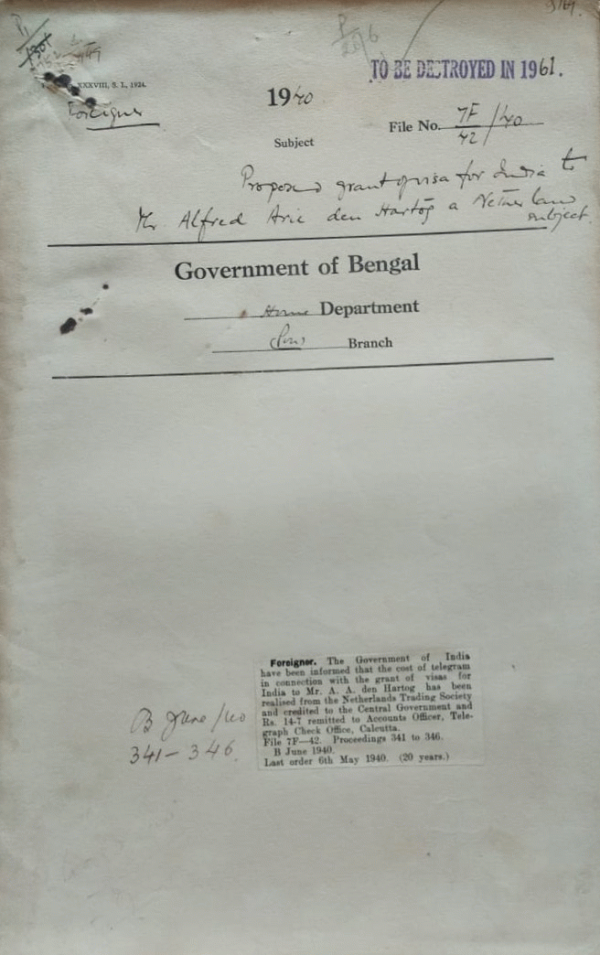 XXXVIII, S. I., 1924.
TO BE DESTROYED IN 1961.
Foreigner
1940
File No. 7F/42 /40
Subject
Proposed grant of visa for India to
Mr Alfred Arie den Hartog a Netherland
subject.
Government of Bengal
Home Department
Branch
Foreigner. The Government of India
have been informed that the cost of telegram
in connection with the grant of visas for
India to Mr. A. A. den Hartog has been
realised from the Netherlands Trading Society
and credited to the Central Government and
Rs. 14-7 remitted to Accounts Officer, Tele-
graph Check Office, Calcutta.
File 7F—42. Proceedings 341 to 346.
B June 1940.
Last order 6th May 1940. (20 years.)
B June /40
341-346.